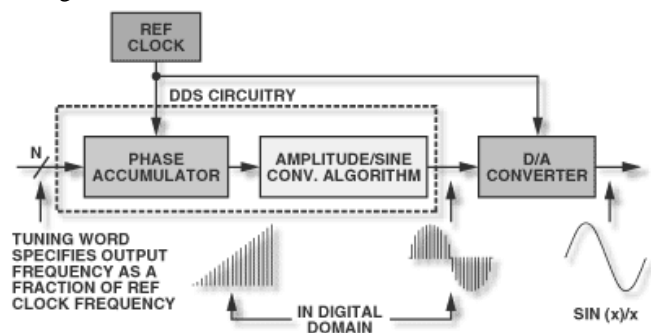 REF
CLOCK
DDS CIRCUITRY
N
PHASE
ACCUMULATOR
AMPLITUDE/SINE
CONV. ALGORITHM
D/A
CONVERTER
TUNING WORD
SPECIFIES OUTPUT
FREQUENCY AS A
FRACTION OF REF
CLOCK FREQUENCY
IN DIGITAL
DOMAIN
SIN (x)/x